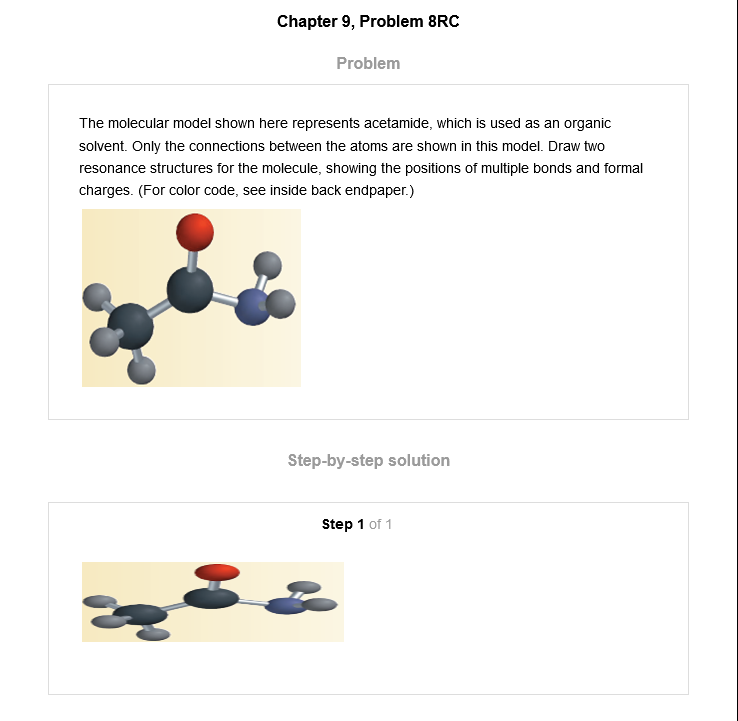 Chapter 9, Problem 8RC
Problem
The molecular model shown here represents acetamide, which is used as an organic
solvent. Only the connections between the atoms are shown in this model. Draw two
resonance structures for the molecule, showing the positions of multiple bonds and formal
charges. (For color code, see inside back endpaper.)
Step-by-step solution
Step 1 of 1